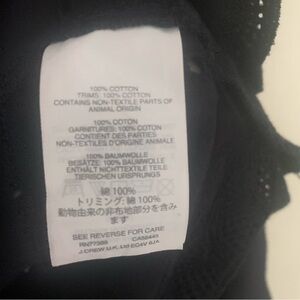 100% COTTON
TRIMS: 100% COTTON
CONTAINS NON-TEXTILE PARTS OF
ANIMAL ORIGIN
100% COTON
GARNITURES: 100% COTON
CONTIENT DES PARTIES
NON-TEXTILES D'ORIGINE ANIMALE
100% BAUMWOLLE
BESÄTZE: 100% BAUMWOLLE
ENTHÄLT NICHTTEXTILE TEILE
TIERISCHEN URSPRUNGS
綿 100%
トリミング: 綿 100%
動物由来の非布地部分を含み
ます
SEE REVERSE FOR CARE
RN77388 CA56445
J.CREW U.K. Ltd EC4V 6JA